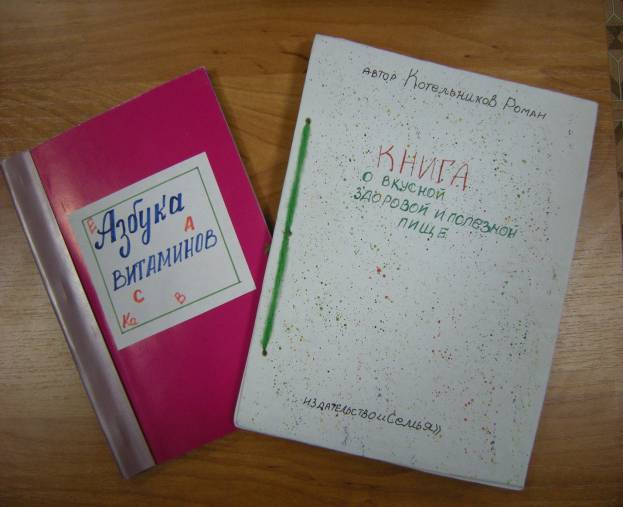 Азбука
витаминов
Е
А
С
В
Ка
автор Котельников Роман
КНИГА
О ВКУСНОЙ
ЗДОРОВОЙ И ПОЛЕЗНОЙ
ПИЩЕ
издательство «Семья»